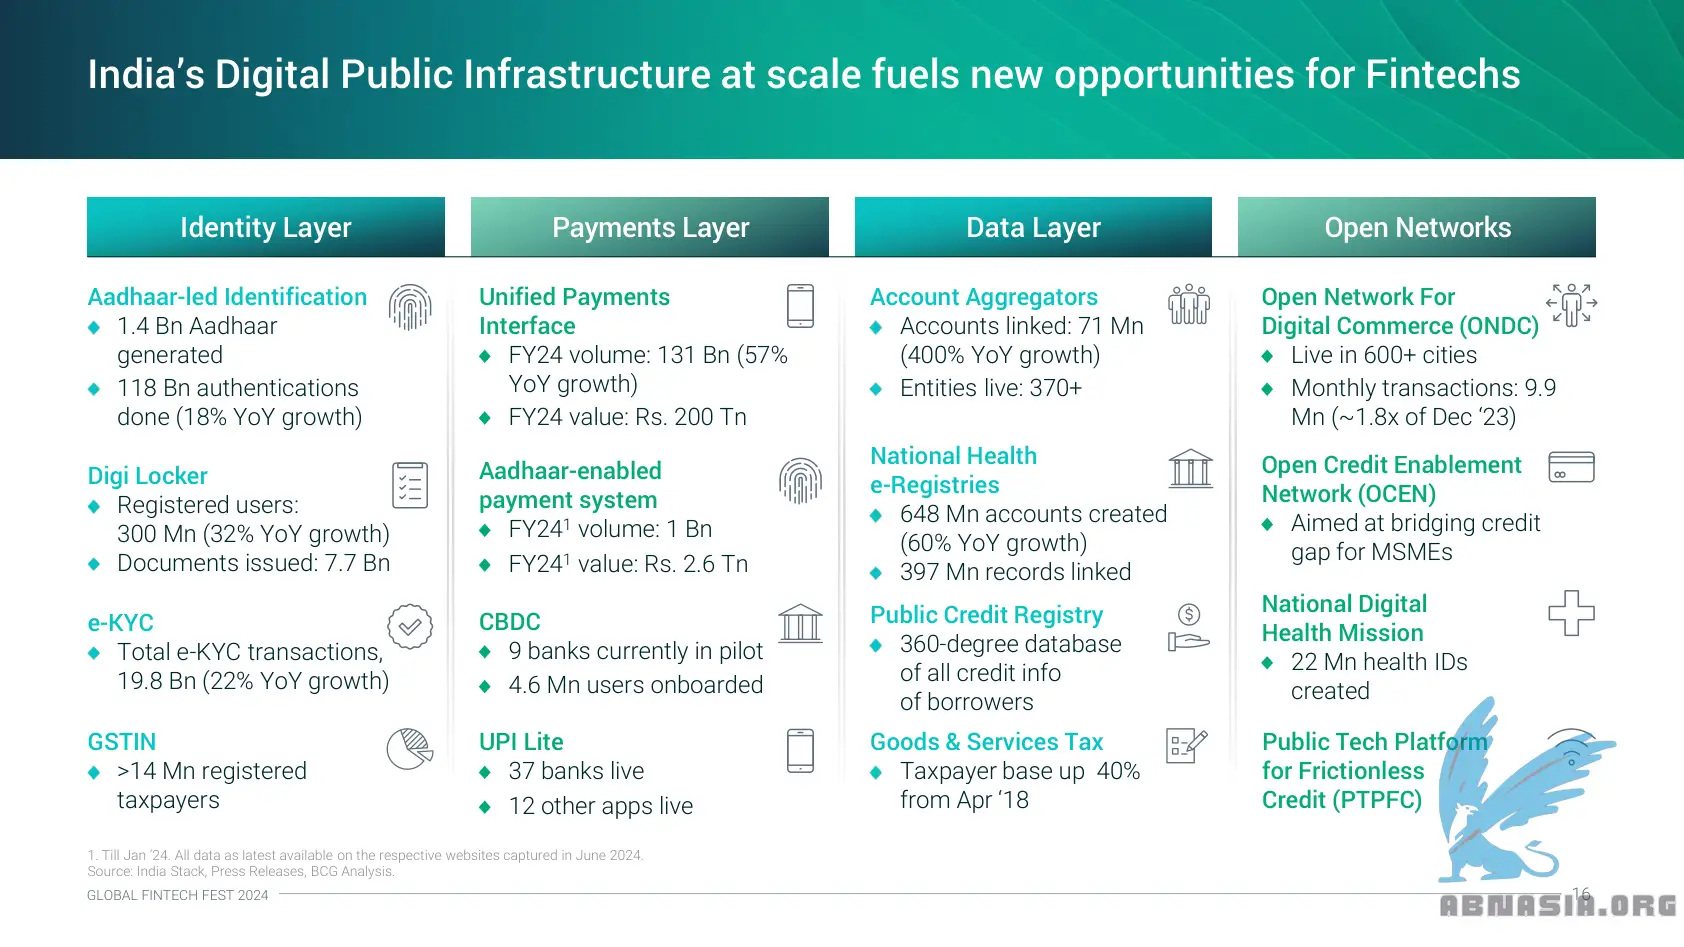 India’s Digital Public Infrastructure at scale fuels new opportunities for Fintechs
Identity Layer
Aadhaar-led Identification
1.4 Bn Aadhaar
generated
118 Bn authentications
done (18% YoY growth)
Digi Locker
Registered users:
300 Mn (32% YoY growth)
Documents issued: 7.7 Bn
e-KYC
Total e-KYC transactions,
19.8 Bn (22% YoY growth)
GSTIN
>14 Mn registered
taxpayers
Payments Layer
Unified Payments
Interface
FY24 volume: 131 Bn (57%
YoY growth)
FY24 value: Rs. 200 Tn
Aadhaar-enabled
payment system
FY24¹ volume: 1 Bn
FY24¹ value: Rs. 2.6 Tn
CBDC
9 banks currently in pilot
4.6 Mn users onboarded
UPI Lite
37 banks live
12 other apps live
Data Layer
Account Aggregators
Accounts linked: 71 Mn
(400% YoY growth)
Entities live: 370+
National Health
e-Registries
648 Mn accounts created
(60% YoY growth)
397 Mn records linked
Public Credit Registry
360-degree database
of all credit info
of borrowers
Goods & Services Tax
Taxpayer base up 40%
from Apr ‘18
Open Networks
Open Network For
Digital Commerce (ONDC)
Live in 600+ cities
Monthly transactions: 9.9
Mn (~1.8x of Dec ‘23)
Open Credit Enablement
Network (OCEN)
Aimed at bridging credit
gap for MSMEs
National Digital
Health Mission
22 Mn health IDs
created
Public Tech Platform
for Frictionless
Credit (PTPFC)
1. Till Jan ‘24. All data as latest available on the respective websites captured in June 2024.
Source: India Stack, Press Releases, BCG Analysis.
GLOBAL FINTECH FEST 2024
16
ABNASIA.ORG